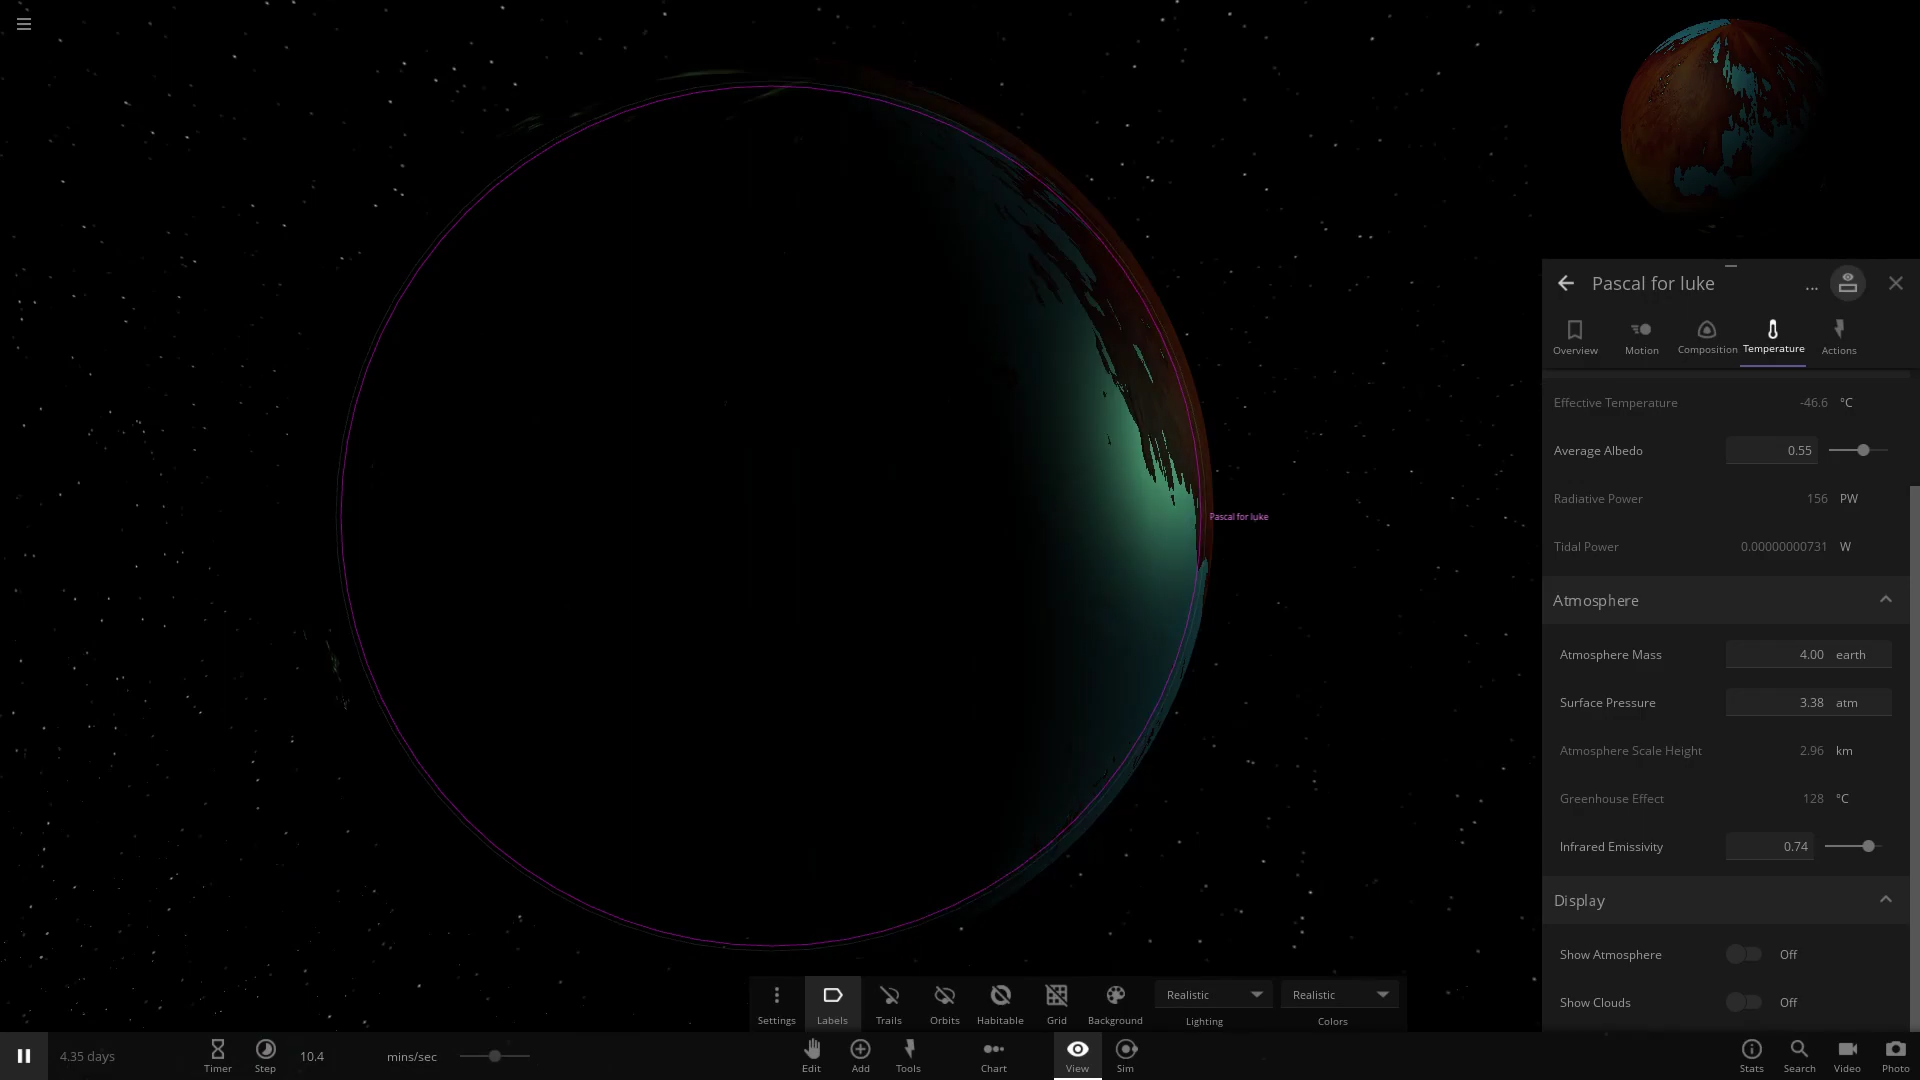 Pascal for luke
...
Overview
Motion
Composition
Temperature
Actions
Effective Temperature -46.6 °C
Average Albedo 0.55
Radiative Power 156 PW
Tidal Power 0.00000000731 W
Pascal for luke
Atmosphere
Atmosphere Mass 4.00 earth
Surface Pressure 3.38 atm
Atmosphere Scale Height 2.96 km
Greenhouse Effect 128 °C
Infrared Emissivity 0.74
Display
Show Atmosphere Off
Show Clouds Off
Settings
Labels
Trails
Orbits
Habitable
Grid
Background
Realistic
Lighting
Realistic
Colors
4.35 days
Timer
Step
10.4 mins/sec
Edit
Add
Tools
Chart
View
Sim
Stats
Search
Video
Photo